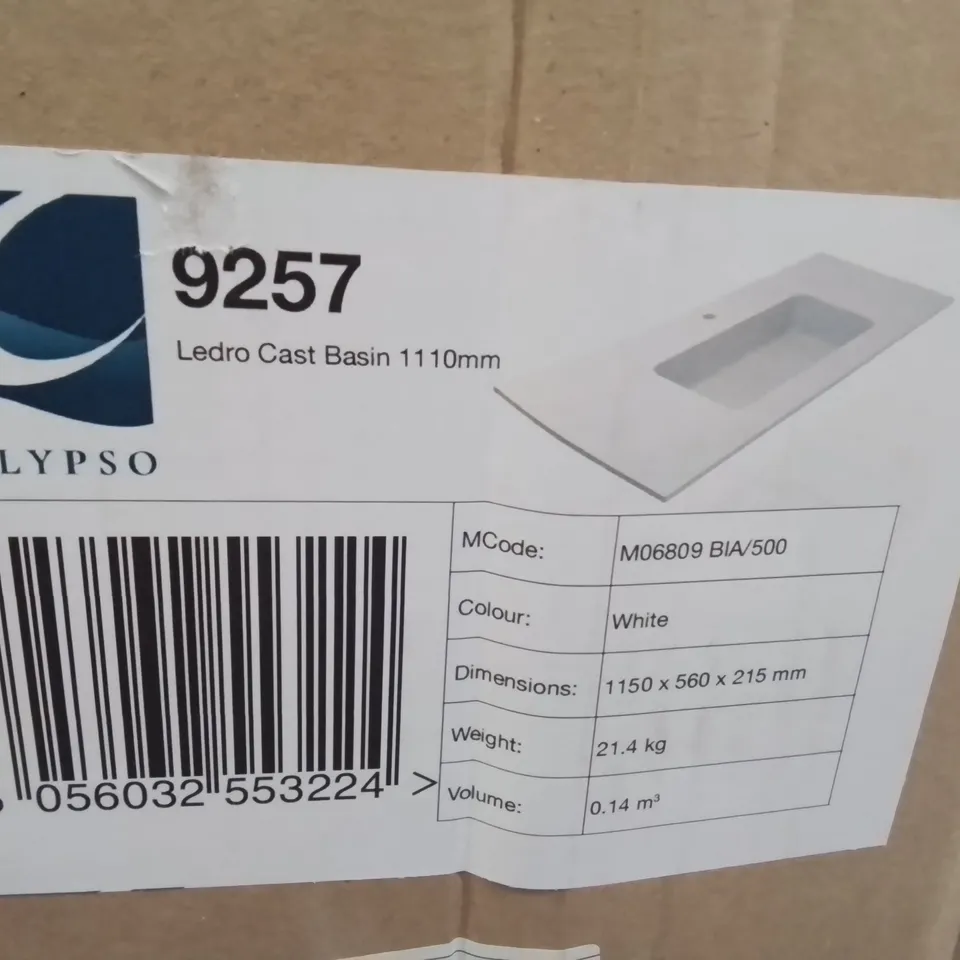 9257
Ledro Cast Basin 1110mm
LYPSO
MCode: M06809 BIA/500
Colour: White
Dimensions: 1150 x 560 x 215 mm
Weight: 21.4 kg
Volume: 0.14 m³
056032 553224 >